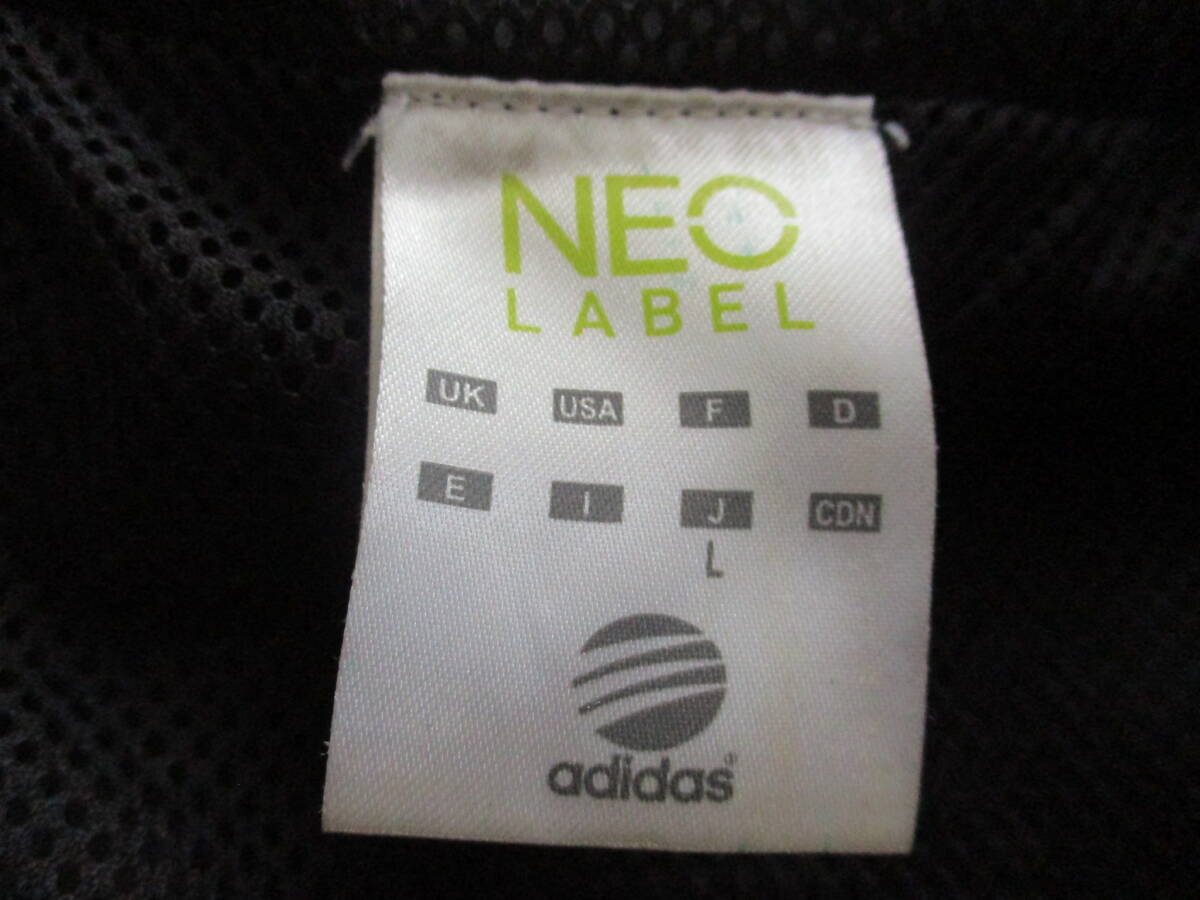 NEO
LABEL
UK USA F D
E I J CDN
L
adidas®